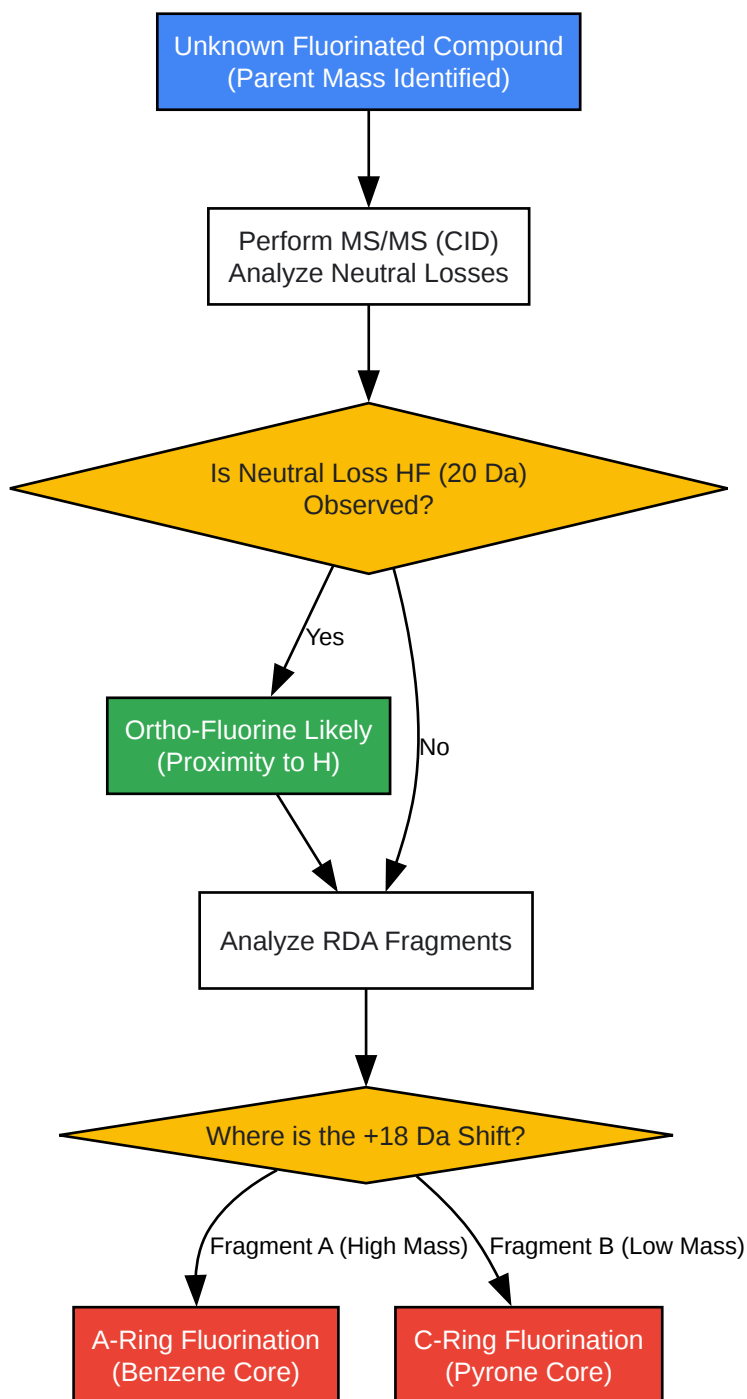 Unknown Fluorinated Compound
(Parent Mass Identified)
Perform MS/MS (CID)
Analyze Neutral Losses
Is Neutral Loss HF (20 Da)
Observed?
Yes
Ortho-Fluorine Likely
(Proximity to H)
No
Analyze RDA Fragments
Where is the +18 Da Shift?
Fragment A (High Mass)
Fragment B (Low Mass)
A-Ring Fluorination
(Benzene Core)
C-Ring Fluorination
(Pyrone Core)